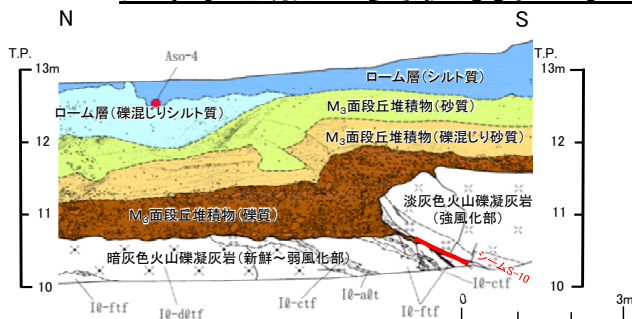 N
S
T.P.
T.P.
Aso-4
13m
13m
ローム層(シルト質)
ローム層(礫混じりシルト質)
M₃面段丘堆積物(砂質)
12
12
M₃面段丘堆積物(礫混じり砂質)
淡灰色火山礫凝灰岩
(強風化部)
11
11
M₃面段丘堆積物(礫質)
シームS-10
暗灰色火山礫凝灰岩(新鮮~弱風化部)
10
10
Iℓ-ftf
Iℓ-dℓtf
Iℓ-ctf
Iℓ-aℓt
Iℓ-ftf
Iℓ-ctf
0
3m